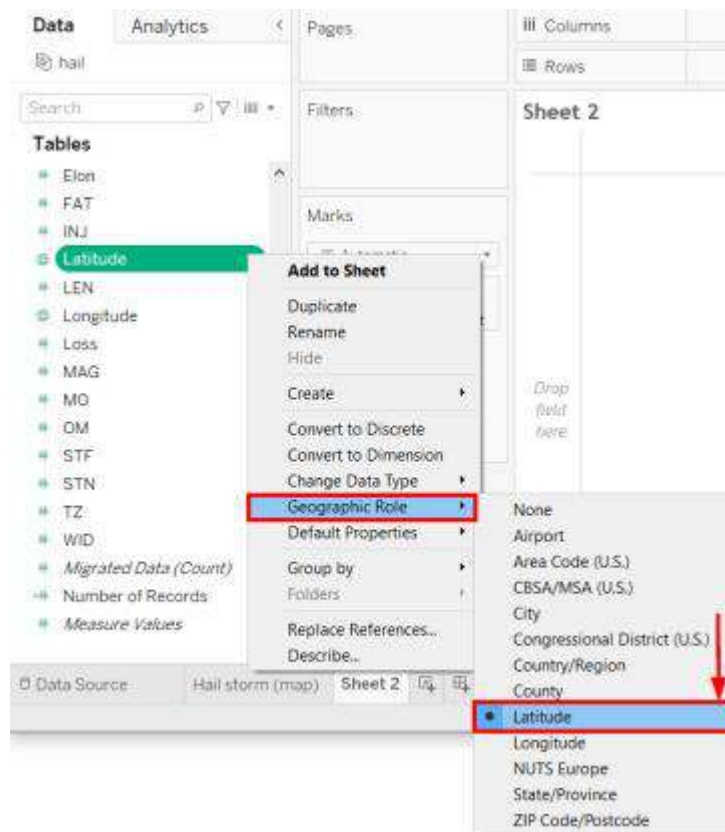 Data
Analytics
hail
Search
Tables
Elon
FAT
INJ
Latitude
LEN
Longitude
Loss
MAG
MO
OM
STF
STN
TZ
WID
Migrated Data (Count)
Number of Records
Measure Values
Pages
Filters
Marks
Automatic
Columns
Rows
Sheet 2
Drop
field
here
Add to Sheet
Duplicate
Rename
Hide
Create
Convert to Discrete
Convert to Dimension
Change Data Type
Geographic Role
Default Properties
Group by
Folders
Replace References...
Describe...
None
Airport
Area Code (U.S.)
CBSA/MSA (U.S.)
City
Congressional District (U.S.)
Country/Region
County
Latitude
Longitude
NUTS Europe
State/Province
ZIP Code/Postcode
Data Source
Hail storm (map)
Sheet 2